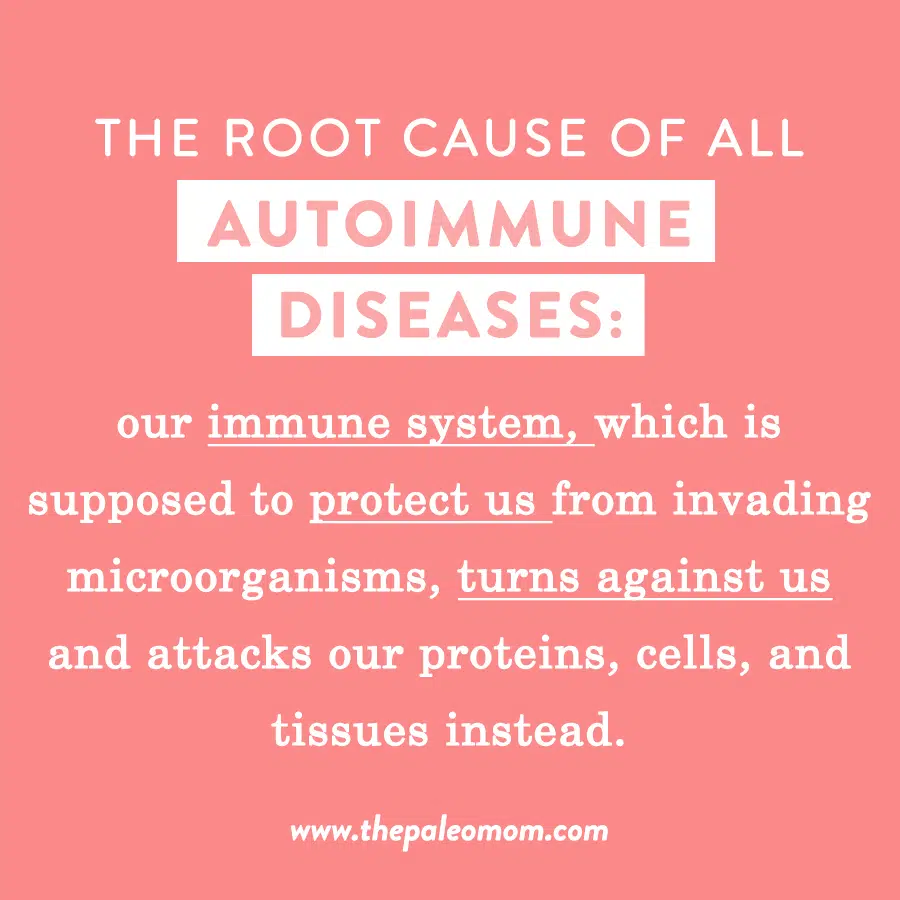 THE ROOT CAUSE OF ALL
AUTOIMMUNE
DISEASES:
our immune system, which is
supposed to protect us from invading
microorganisms, turns against us
and attacks our proteins, cells, and
tissues instead.
www.thepaleomom.com